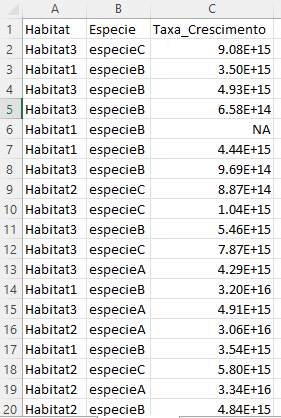 A B C
1 Habitat Especie Taxa_Crescimento
2 Habitat3 especieC 9.08E+15
3 Habitat1 especieB 3.50E+15
4 Habitat3 especieB 4.93E+15
5 Habitat3 especieB 6.58E+14
6 Habitat1 especieB NA
7 Habitat1 especieB 4.44E+15
8 Habitat3 especieB 9.69E+14
9 Habitat2 especieC 8.87E+14
10 Habitat3 especieC 1.04E+15
11 Habitat3 especieB 5.46E+15
12 Habitat3 especieC 7.87E+15
13 Habitat3 especieA 4.29E+15
14 Habitat1 especieB 3.20E+16
15 Habitat3 especieA 4.91E+15
16 Habitat2 especieA 3.06E+16
17 Habitat1 especieB 3.54E+15
18 Habitat2 especieC 5.80E+15
19 Habitat2 especieA 3.34E+16
20 Habitat2 especieB 4.84E+15